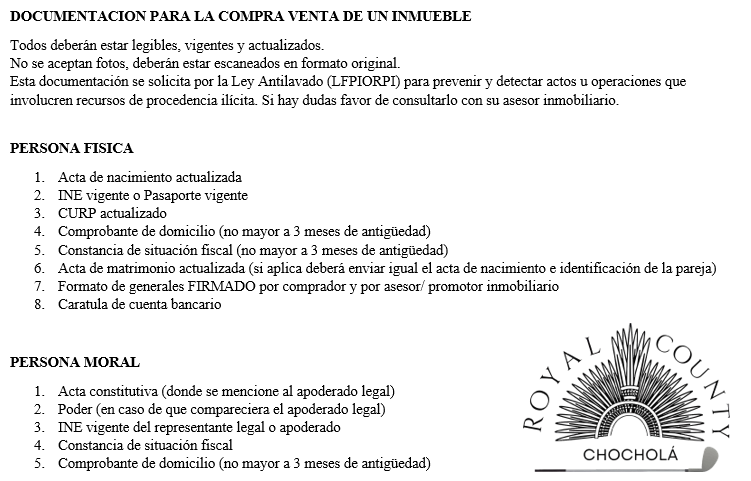 DOCUMENTACION PARA LA COMPRA VENTA DE UN INMUEBLE
Todos deberán estar legibles, vigentes y actualizados.
No se aceptan fotos, deberán estar escaneados en formato original.
Esta documentación se solicita por la Ley Antilavado (LFPIORPI) para prevenir y detectar actos u operaciones que
involucren recursos de procedencia ilícita. Si hay dudas favor de consultarlo con su asesor inmobiliario.
PERSONA FISICA
1. Acta de nacimiento actualizada
2. INE vigente o Pasaporte vigente
3. CURP actualizado
4. Comprobante de domicilio (no mayor a 3 meses de antigüedad)
5. Constancia de situación fiscal (no mayor a 3 meses de antigüedad)
6. Acta de matrimonio actualizada (si aplica deberá enviar igual el acta de nacimiento e identificación de la pareja)
7. Formato de generales FIRMADO por comprador y por asesor/ promotor inmobiliario
8. Caratula de cuenta bancario
PERSONA MORAL
1. Acta constitutiva (donde se mencione al apoderado legal)
2. Poder (en caso de que compareciera el apoderado legal)
3. INE vigente del representante legal o apoderado
4. Constancia de situación fiscal
5. Comprobante de domicilio (no mayor a 3 meses de antigüedad)
ROYAL COUNTY
CHOCHOLÁ